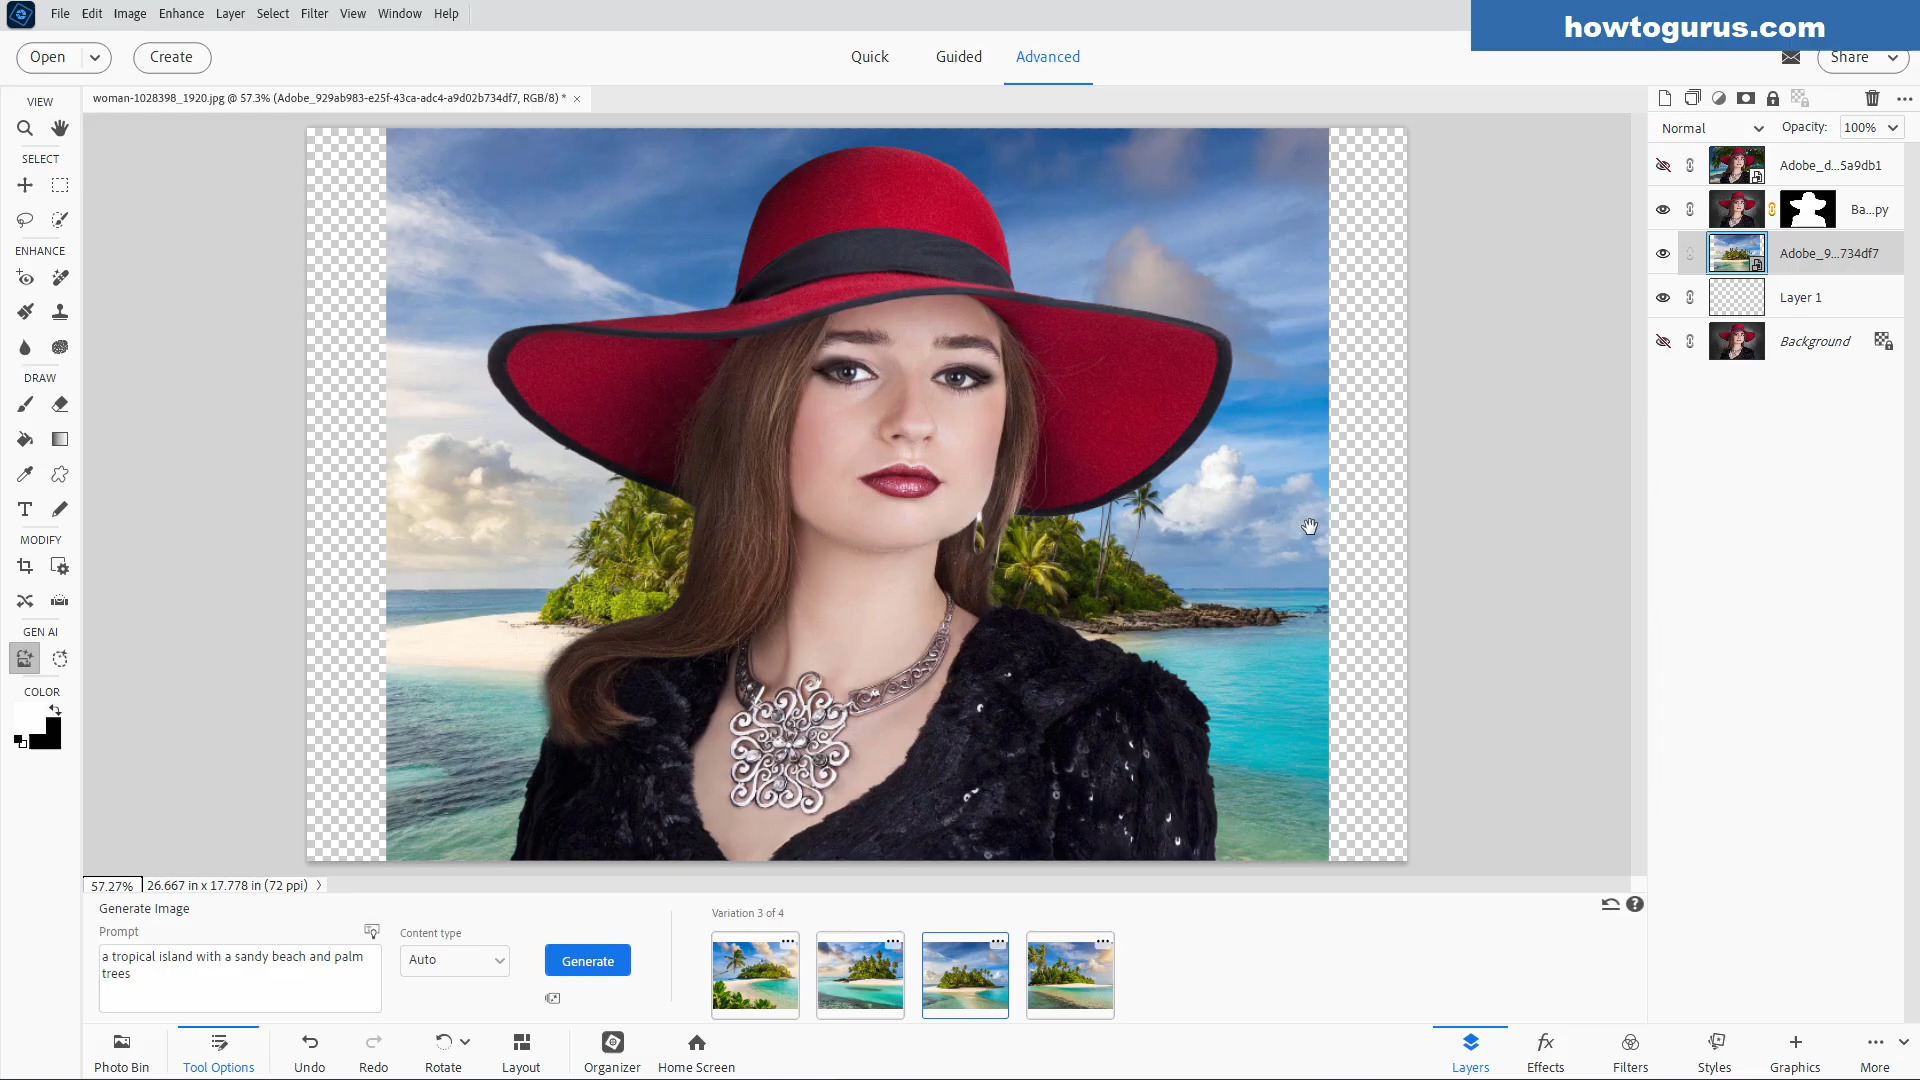 File Edit Image Enhance Layer Select Filter View Window Help
howtogurus.com
Open Create Quick Guided Advanced Share
VIEW
woman-1028398_1920.jpg @ 57.3% (Adobe_929ab983-e25f-43ca-adc4-a9d02b734df7, RGB/8) * ×
Normal Opacity: 100%
SELECT
Adobe_d...5a9db1
Ba...py
ENHANCE
Adobe_9...734df7
Layer 1
Background
DRAW
MODIFY
GEN AI
COLOR
57.27% 26.667 in x 17.778 in (72 ppi)
Generate Image
Variation 3 of 4
Prompt
Content type
a tropical island with a sandy beach and palm
trees
Auto
Generate
Photo Bin Tool Options Undo Redo Rotate Layout Organizer Home Screen Layers Effects Filters Styles Graphics More